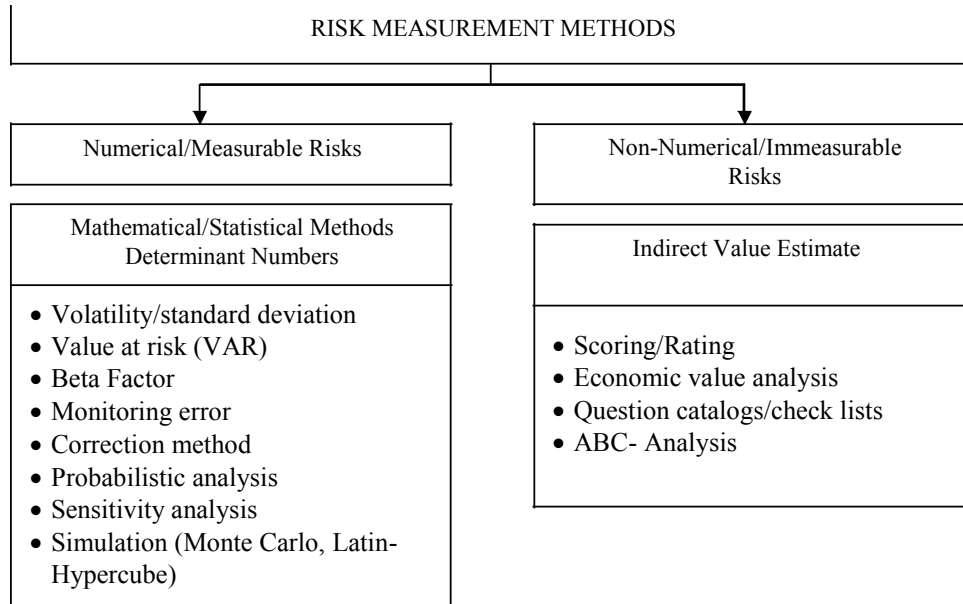 RISK MEASUREMENT METHODS
Numerical/Measurable Risks
Non-Numerical/Immeasurable
Risks
Mathematical/Statistical Methods
Determinant Numbers
• Volatility/standard deviation
• Value at risk (VAR)
• Beta Factor
• Monitoring error
• Correction method
• Probabilistic analysis
• Sensitivity analysis
• Simulation (Monte Carlo, Latin-
Hypercube)
Indirect Value Estimate
• Scoring/Rating
• Economic value analysis
• Question catalogs/check lists
• ABC- Analysis